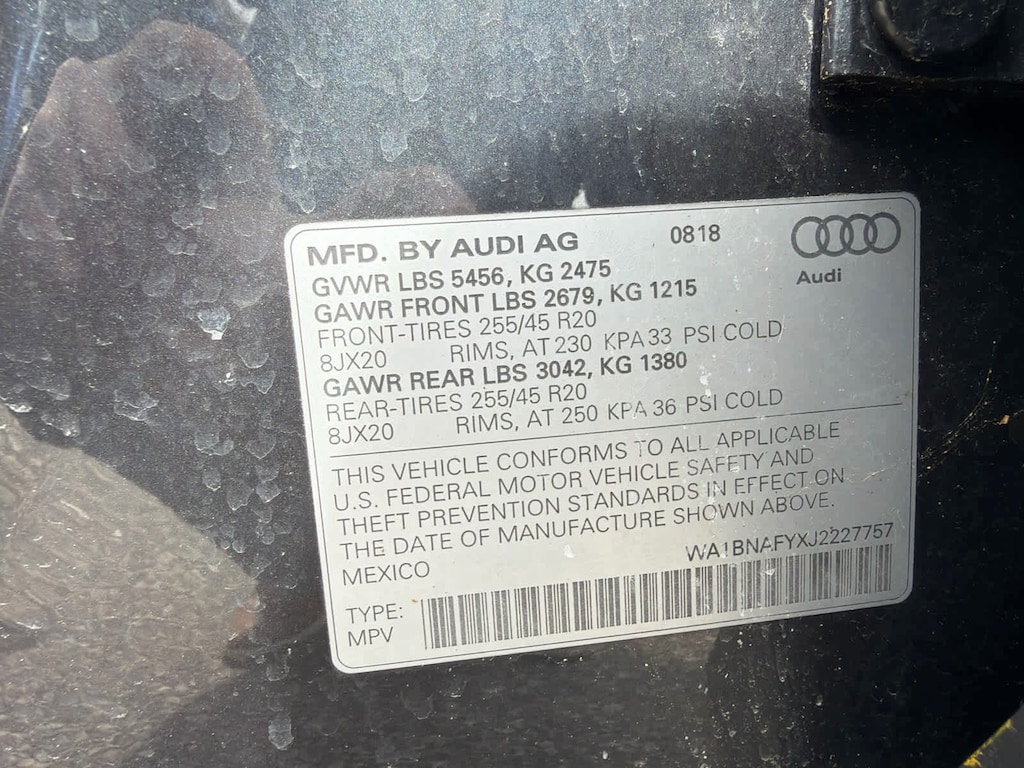 MFD. BY AUDI AG 0818
Audi
GVWR LBS 5456, KG 2475
GAWR FRONT LBS 2679, KG 1215
FRONT-TIRES 255/45 R20
8JX20 RIMS, AT 230 KPA 33 PSI COLD
GAWR REAR LBS 3042, KG 1380
REAR-TIRES 255/45 R20
8JX20 RIMS, AT 250 KPA 36 PSI COLD
THIS VEHICLE CONFORMS TO ALL APPLICABLE
U.S. FEDERAL MOTOR VEHICLE SAFETY AND
THEFT PREVENTION STANDARDS IN EFFECT ON
THE DATE OF MANUFACTURE SHOWN ABOVE.
MEXICO WA1BNAFYXJ2227757
TYPE:
MPV